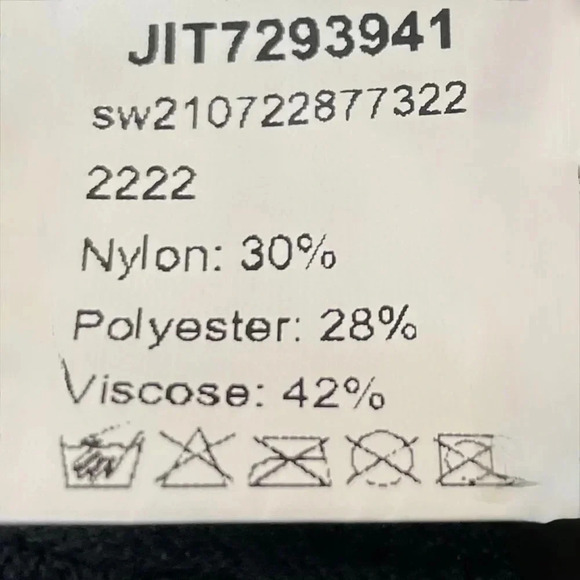 JIT7293941
sw210722877322
2222
Nylon: 30%
Polyester: 28%
Viscose: 42%